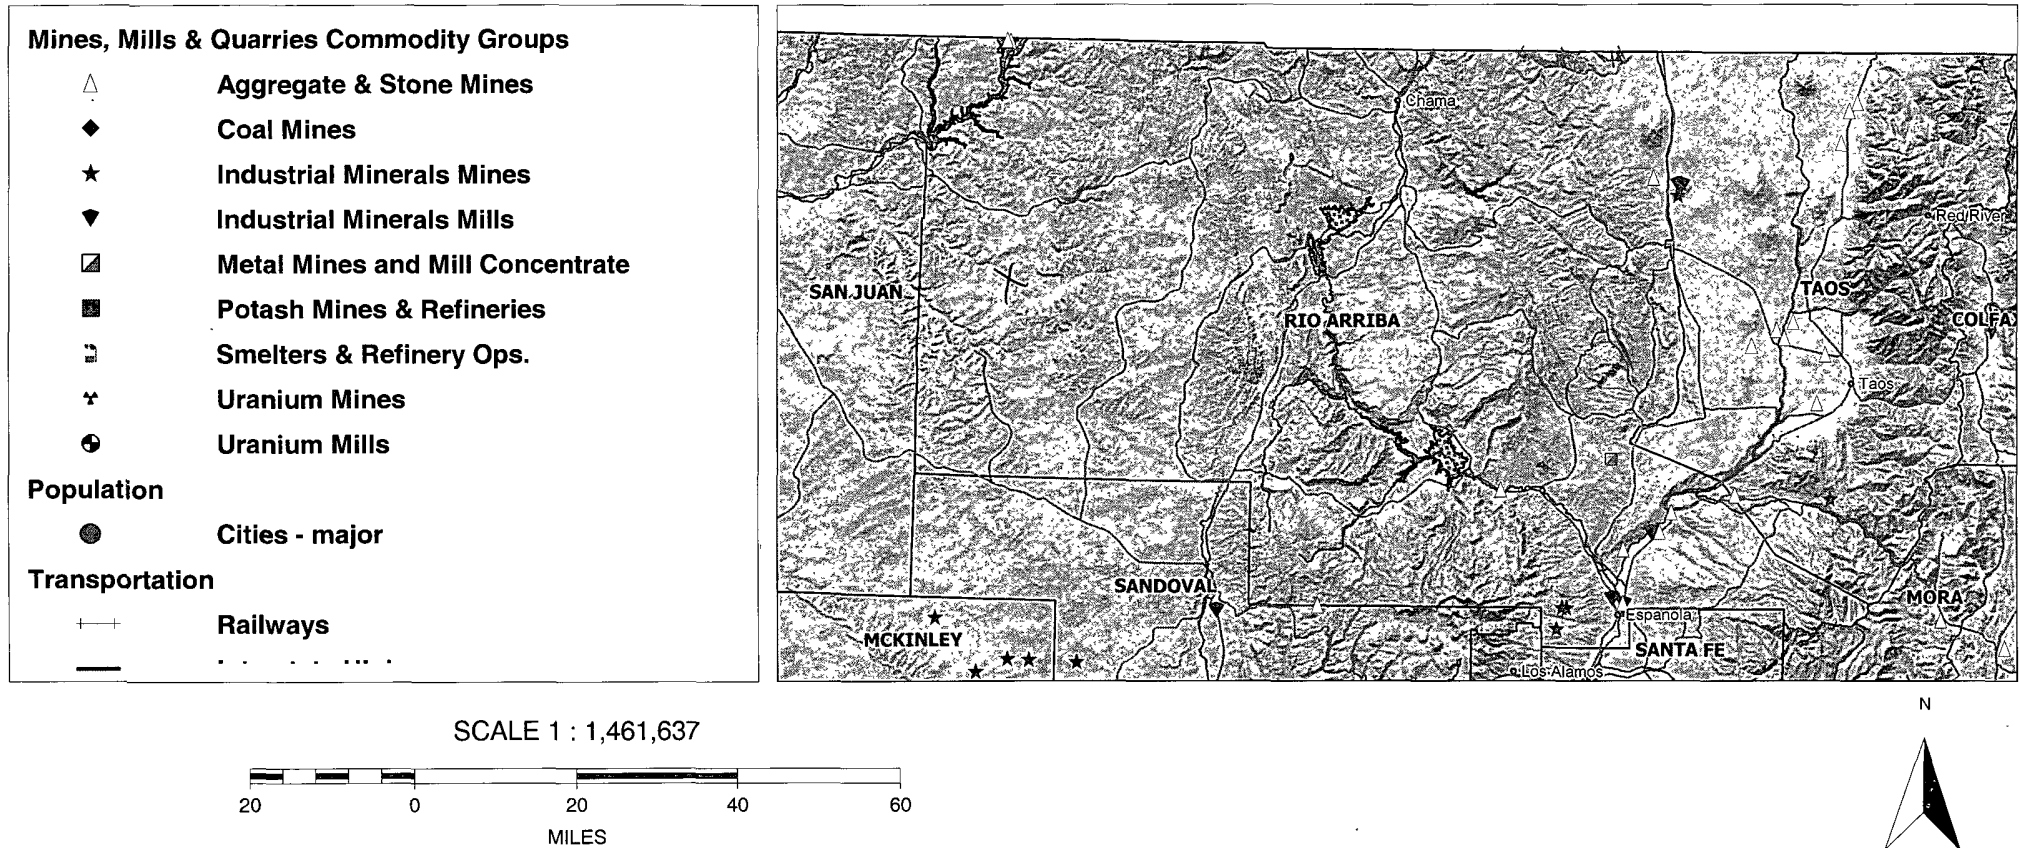 Mines, Mills & Quarries Commodity Groups
Aggregate & Stone Mines
Coal Mines
Industrial Minerals Mines
Industrial Minerals Mills
Metal Mines and Mill Concentrate
Potash Mines & Refineries
Smelters & Refinery Ops.
Uranium Mines
Uranium Mills
Population
Cities - major
Transportation
Railways
Chama
Red River
SAN JUAN
TAOS
RIO ARRIBA
COLFA
Taos
SANDOVAL
MORA
Espanola
MCKINLEY
SANTA FE
Los Alamos
SCALE 1 : 1,461,637
20 0 20 40 60
MILES
N